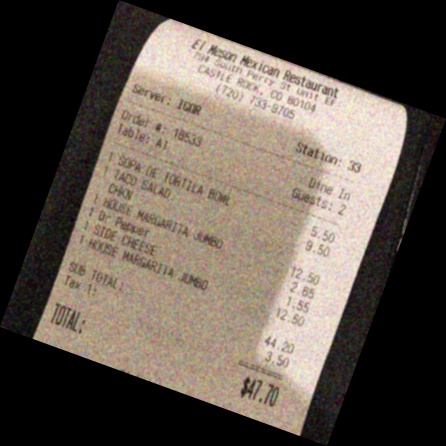 El Meson Mexican Restaurant
794 South Perry St Unit EF
CASTLE ROCK, CO 80104
(720) 733-9705
Server: IGOR Station: 33
Order #: 18533 Dine In
Table: A1 Guests: 2
1 SOPA DE TORTILA BOWL 5.50
1 TACO SALAD 9.50
CHKN
1 HOUSE MARGARITA JUMBO 12.50
1 Dr Pepper 2.65
1 SIDE CHEESE 1.55
1 HOUSE MARGARITA JUMBO 12.50
SUB TOTAL: 44.20
Tax 1: 3.50
TOTAL: $47.70